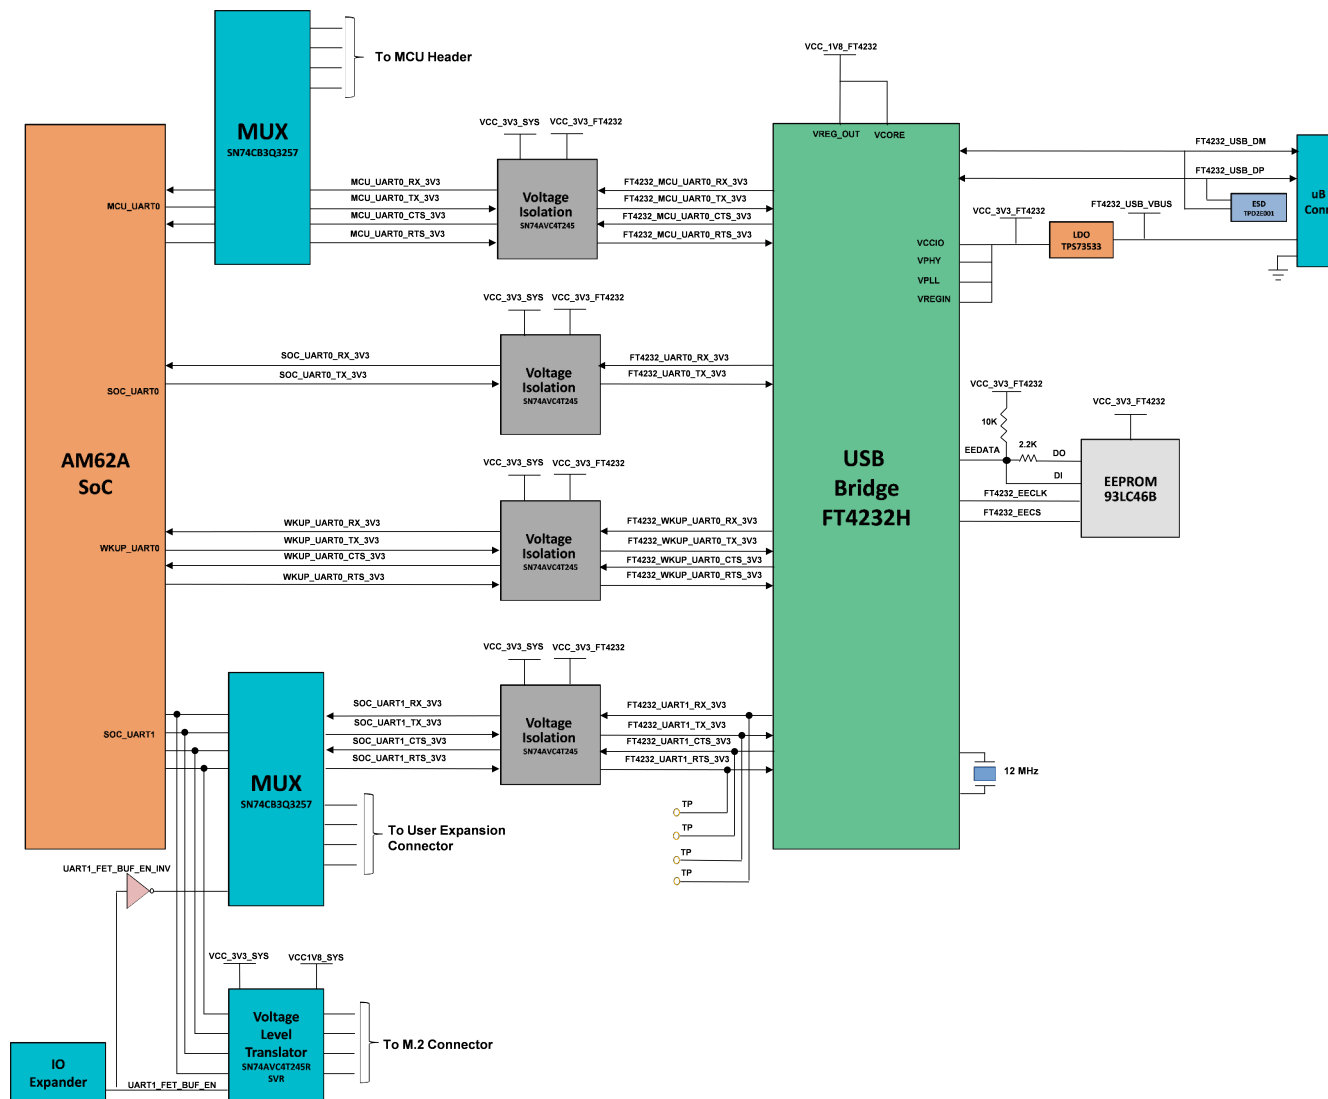 To MCU Header
MUX
SN74CB3Q3257
AM62A
SoC
MCU_UART0
SOC_UART0
WKUP_UART0
SOC_UART1
MCU_UART0_RX_3V3
MCU_UART0_TX_3V3
MCU_UART0_CTS_3V3
MCU_UART0_RTS_3V3
VCC_3V3_SYS
VCC_3V3_FT4232
Voltage
Isolation
SN74AVC4T245
FT4232_MCU_UART0_RX_3V3
FT4232_MCU_UART0_TX_3V3
FT4232_MCU_UART0_CTS_3V3
FT4232_MCU_UART0_RTS_3V3
SOC_UART0_RX_3V3
SOC_UART0_TX_3V3
VCC_3V3_SYS
VCC_3V3_FT4232
Voltage
Isolation
SN74AVC4T245
FT4232_UART0_RX_3V3
FT4232_UART0_TX_3V3
WKUP_UART0_RX_3V3
WKUP_UART0_TX_3V3
WKUP_UART0_CTS_3V3
WKUP_UART0_RTS_3V3
VCC_3V3_SYS
VCC_3V3_FT4232
Voltage
Isolation
SN74AVC4T245
FT4232_WKUP_UART0_RX_3V3
FT4232_WKUP_UART0_TX_3V3
FT4232_WKUP_UART0_CTS_3V3
FT4232_WKUP_UART0_RTS_3V3
MUX
SN74CB3Q3257
SOC_UART1_RX_3V3
SOC_UART1_TX_3V3
SOC_UART1_CTS_3V3
SOC_UART1_RTS_3V3
VCC_3V3_SYS
VCC_3V3_FT4232
Voltage
Isolation
SN74AVC4T245
FT4232_UART1_RX_3V3
FT4232_UART1_TX_3V3
FT4232_UART1_CTS_3V3
FT4232_UART1_RTS_3V3
TP
TP
TP
TP
To User Expansion
Connector
UART1_FET_BUF_EN_INV
VCC_3V3_SYS
VCC1V8_SYS
Voltage
Level
Translator
SN74AVC4T245R
SVR
To M.2 Connector
IO
Expander
UART1_FET_BUF_EN
VCC_1V8_FT4232
VREG_OUT
VCORE
USB
Bridge
FT4232H
VCCIO
VPHY
VPLL
VREGIN
FT4232_USB_DM
FT4232_USB_DP
ESD
TPD2E001
uB
Conn
VCC_3V3_FT4232
FT4232_USB_VBUS
LDO
TPS73533
VCC_3V3_FT4232
10K
2.2K
EEDATA
DO
DI
FT4232_EECLK
FT4232_EECS
VCC_3V3_FT4232
EEPROM
93LC46B
12 MHz